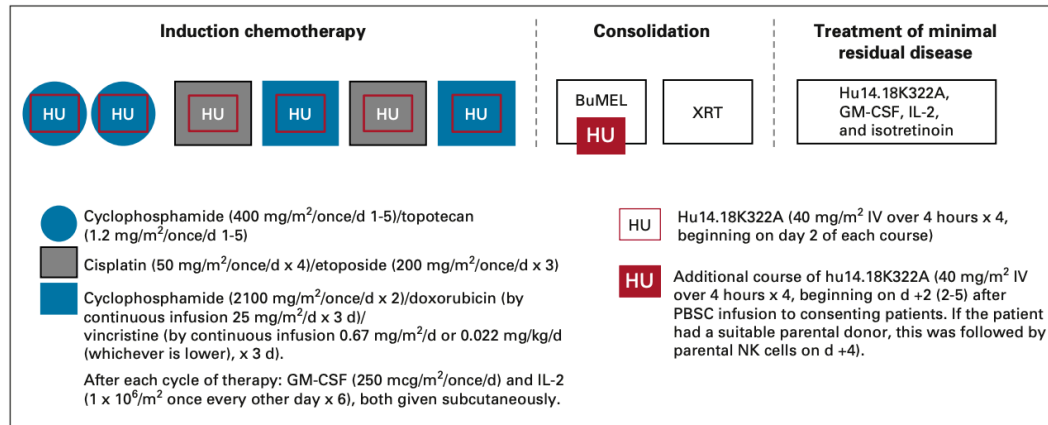 Induction chemotherapy
Consolidation
Treatment of minimal
residual disease
HU
HU
HU
HU
HU
HU
BuMEL
HU
XRT
Hu14.18K322A,
GM-CSF, IL-2,
and isotretinoin
Cyclophosphamide (400 mg/m²/once/d 1-5)/topotecan
(1.2 mg/m²/once/d 1-5)
Cisplatin (50 mg/m²/once/d x 4)/etoposide (200 mg/m²/once/d x 3)
Cyclophosphamide (2100 mg/m²/once/d x 2)/doxorubicin (by
continuous infusion 25 mg/m²/d x 3 d)/
vincristine (by continuous infusion 0.67 mg/m²/d or 0.022 mg/kg/d
(whichever is lower), x 3 d).
After each cycle of therapy: GM-CSF (250 mcg/m²/once/d) and IL-2
(1 x 10⁶/m² once every other day x 6), both given subcutaneously.
HU
Hu14.18K322A (40 mg/m² IV over 4 hours x 4,
beginning on day 2 of each course)
HU
Additional course of hu14.18K322A (40 mg/m² IV
over 4 hours x 4, beginning on d +2 (2-5) after
PBSC infusion to consenting patients. If the patient
had a suitable parental donor, this was followed by
parental NK cells on d +4).